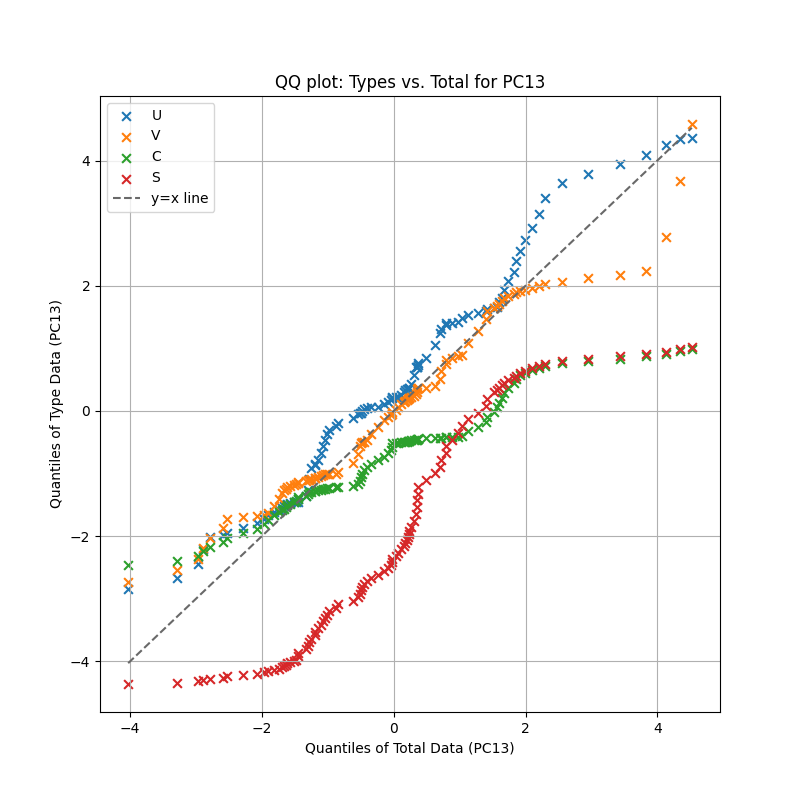 QQ plot: Types vs. Total for PC13
U
V
C
S
y=x line
Quantiles of Type Data (PC13)
4
2
0
−2
−4
−4
−2
0
2
4
Quantiles of Total Data (PC13)